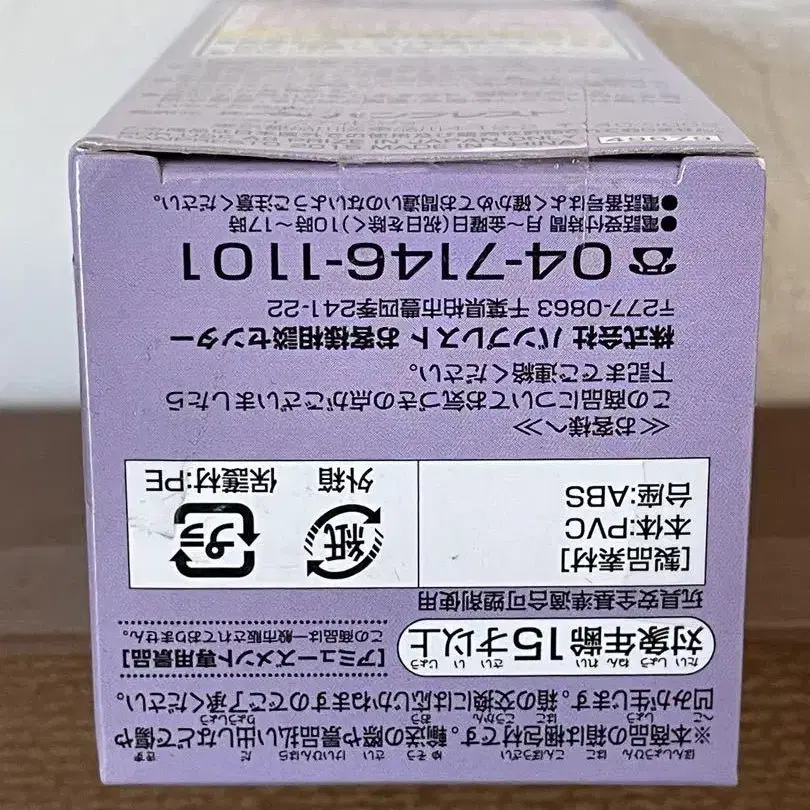 ※本商品の箱は梱包材です。輸送の際や景品払い出しなどで傷や
凹みが生じます。箱の交換には応じかねますのでご了承ください。
対象年齢15才以上
[アミューズメント専用景品]
この商品は一般市販されておりません。
玩具安全基準適合可塑剤使用
[製品素材]
本体:PVC
台座:ABS
紙
外箱
プラ
保護材:PE
≪お客様へ≫
この商品についてお気づきの点がございましたら
下記までご連絡ください。
株式会社 バンプレスト お客様相談センター
〒277-0863 千葉県柏市豊四季241-22
☎04-7146-1101
●電話受付時間 月～金曜日(祝日を除く)10時～17時
●電話番号はよく確かめてお間違いのないようご注意ください。